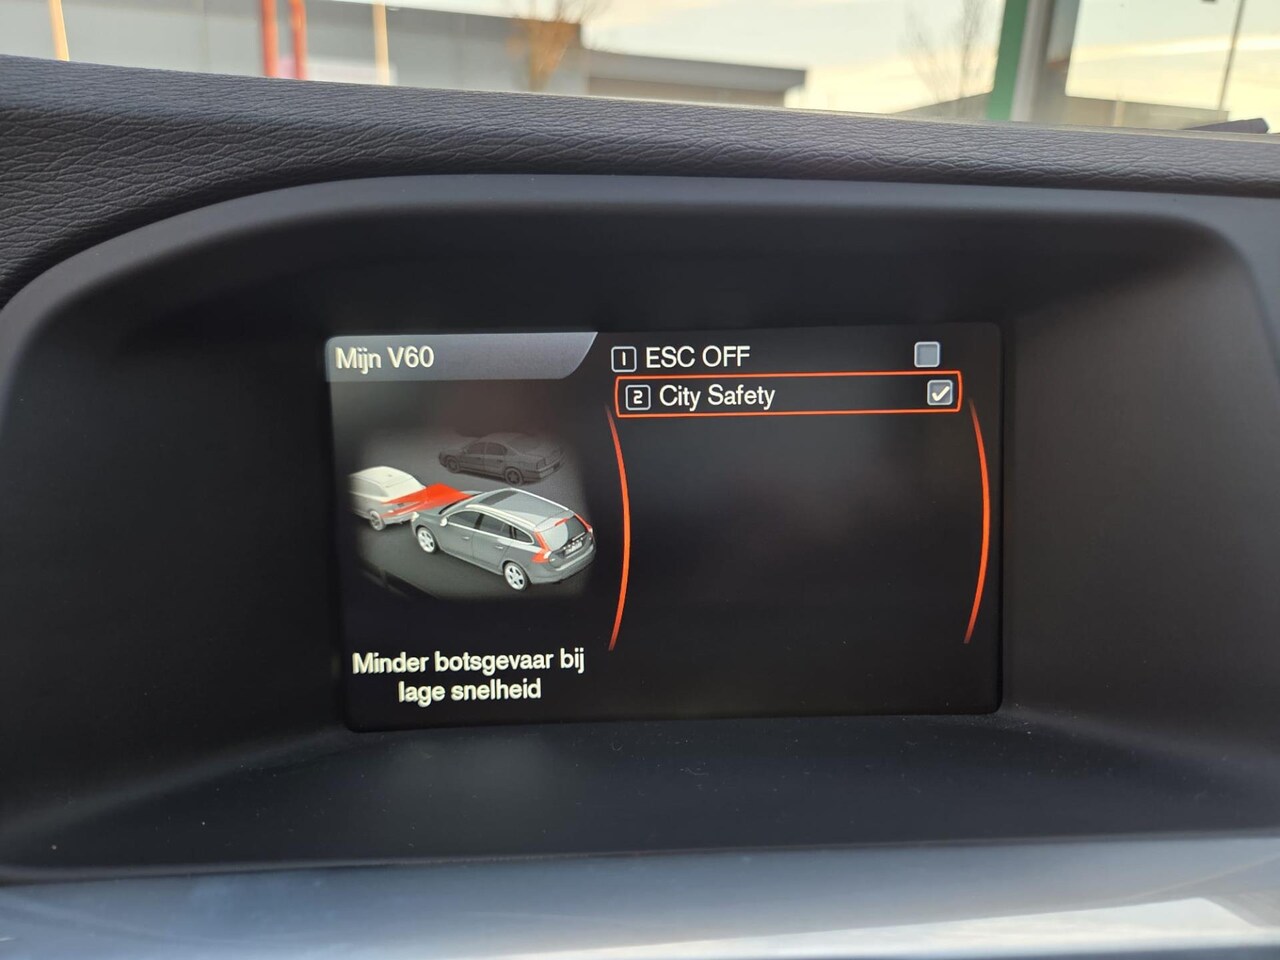 Mijn V60
1 ESC OFF
2 City Safety
Minder botsgevaar bij
lage snelheid